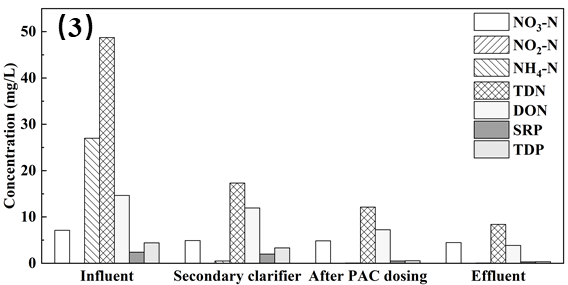 (3)
NO3-N
NO2-N
NH4-N
TDN
DON
SRP
TDP
Concentration (mg/L)
50
40
30
20
10
0
Influent
Secondary clarifier
After PAC dosing
Effluent